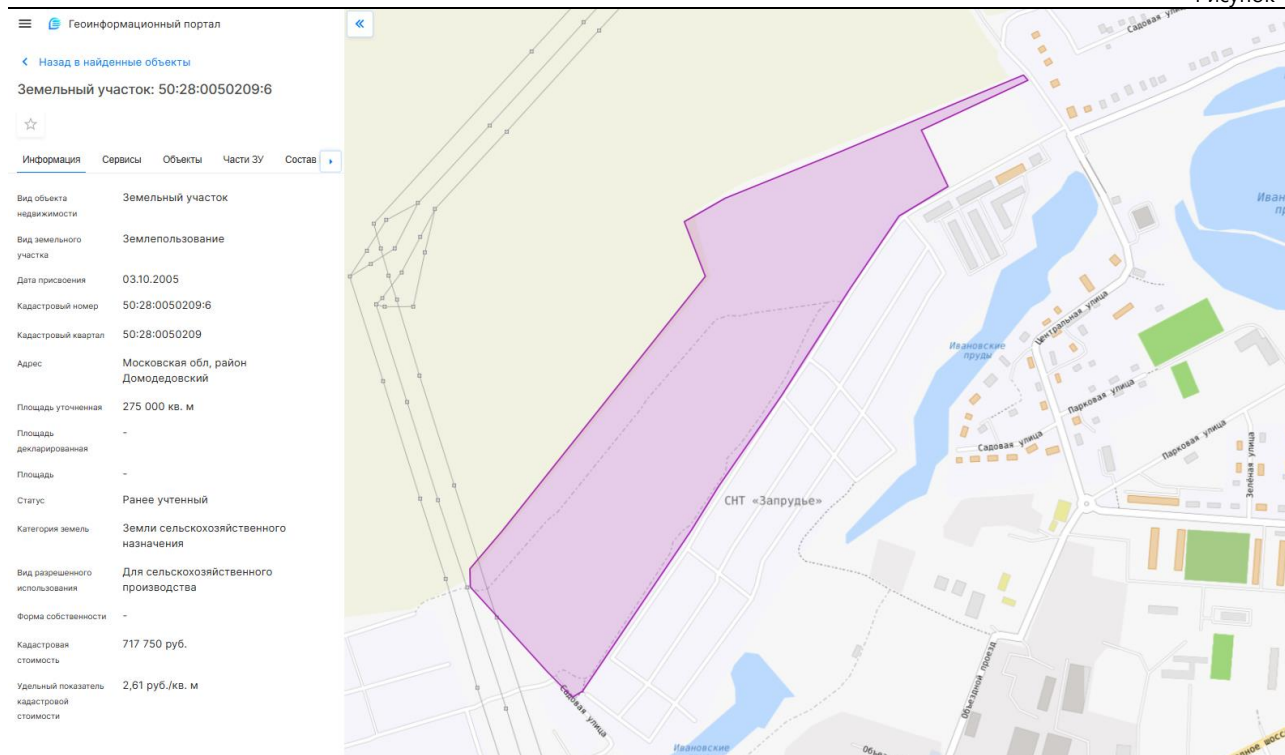 Рисунок
Геоинформационный портал
Назад в найденные объекты
Земельный участок: 50:28:0050209:6
Информация Сервисы Объекты Части ЗУ Состав
Вид объекта недвижимости Земельный участок
Вид земельного участка Землепользование
Дата присвоения 03.10.2005
Кадастровый номер 50:28:0050209:6
Кадастровый квартал 50:28:0050209
Адрес Московская обл, район
Домодедовский
Площадь уточненная 275 000 кв. м
Площадь
декларированная -
Площадь -
Статус Ранее учтенный
Категория земель Земли сельскохозяйственного
назначения
Вид разрешенного Для сельскохозяйственного
использования производства
Форма собственности -
Кадастровая 717 750 руб.
стоимость
Удельный показатель 2,61 руб./кв. м
кадастровой
стоимости
Садовая
Ивановские
пруды
Центральная улица
Парковая улица
Садовая улица
Парковая улица
Зелёная улица
СНТ «Запрудье»
Объездной проезд
Садовая улица
Ивановские